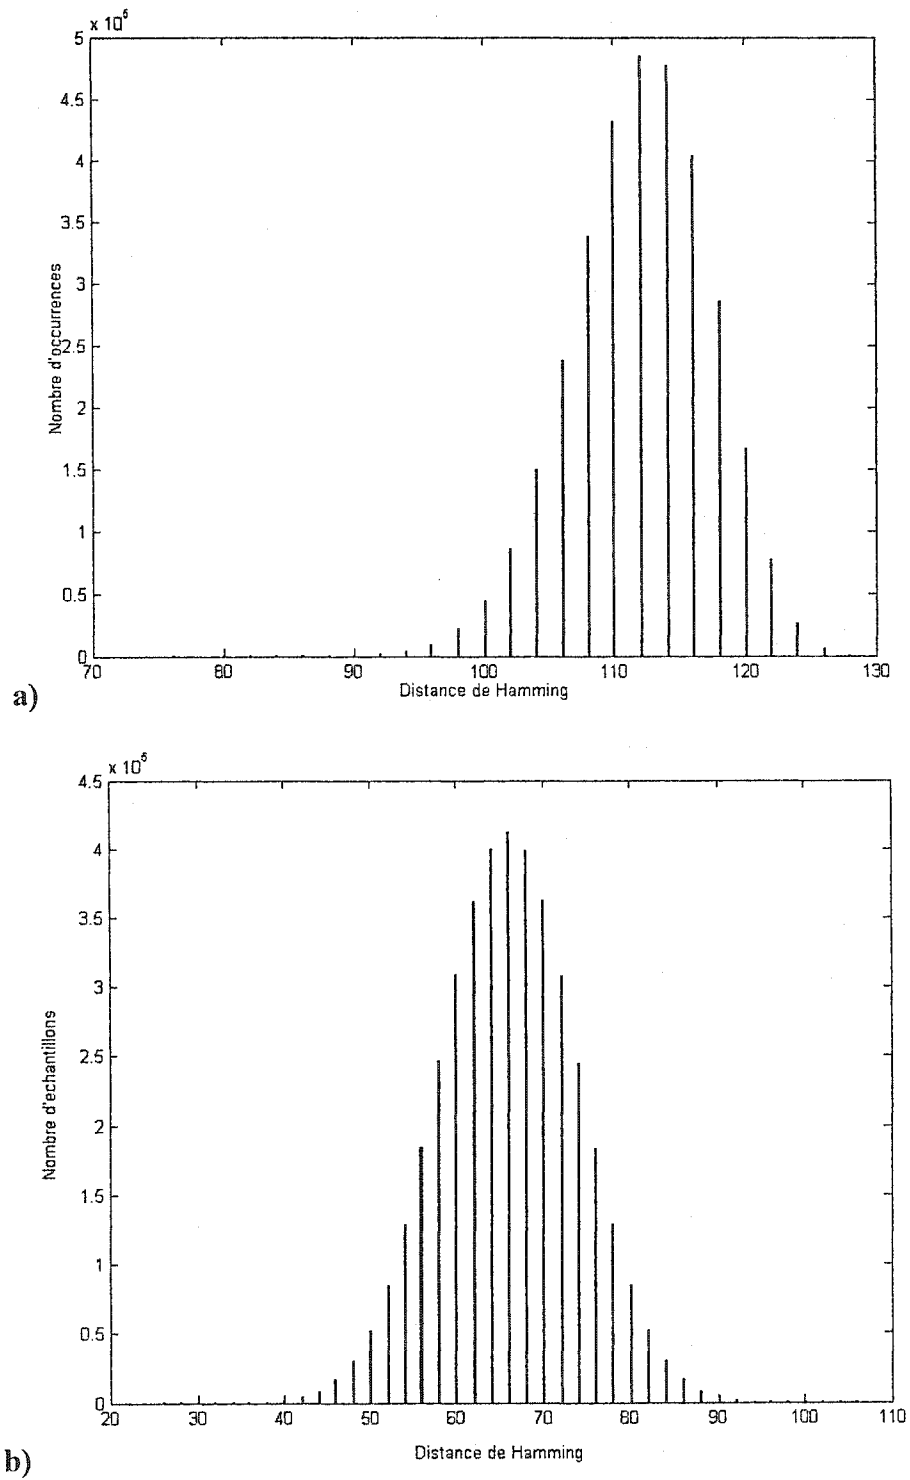 x 10⁵
5
4.5
4
3.5
3
2.5
2
1.5
1
0.5
0
Nombre d'occurrences
70 80 90 100 110 120 130
Distance de Hamming
a)
x 10⁵
4.5
4
3.5
3
2.5
2
1.5
1
0.5
0
Nombre d'echantillons
20 30 40 50 60 70 80 90 100 110
Distance de Hamming
b)